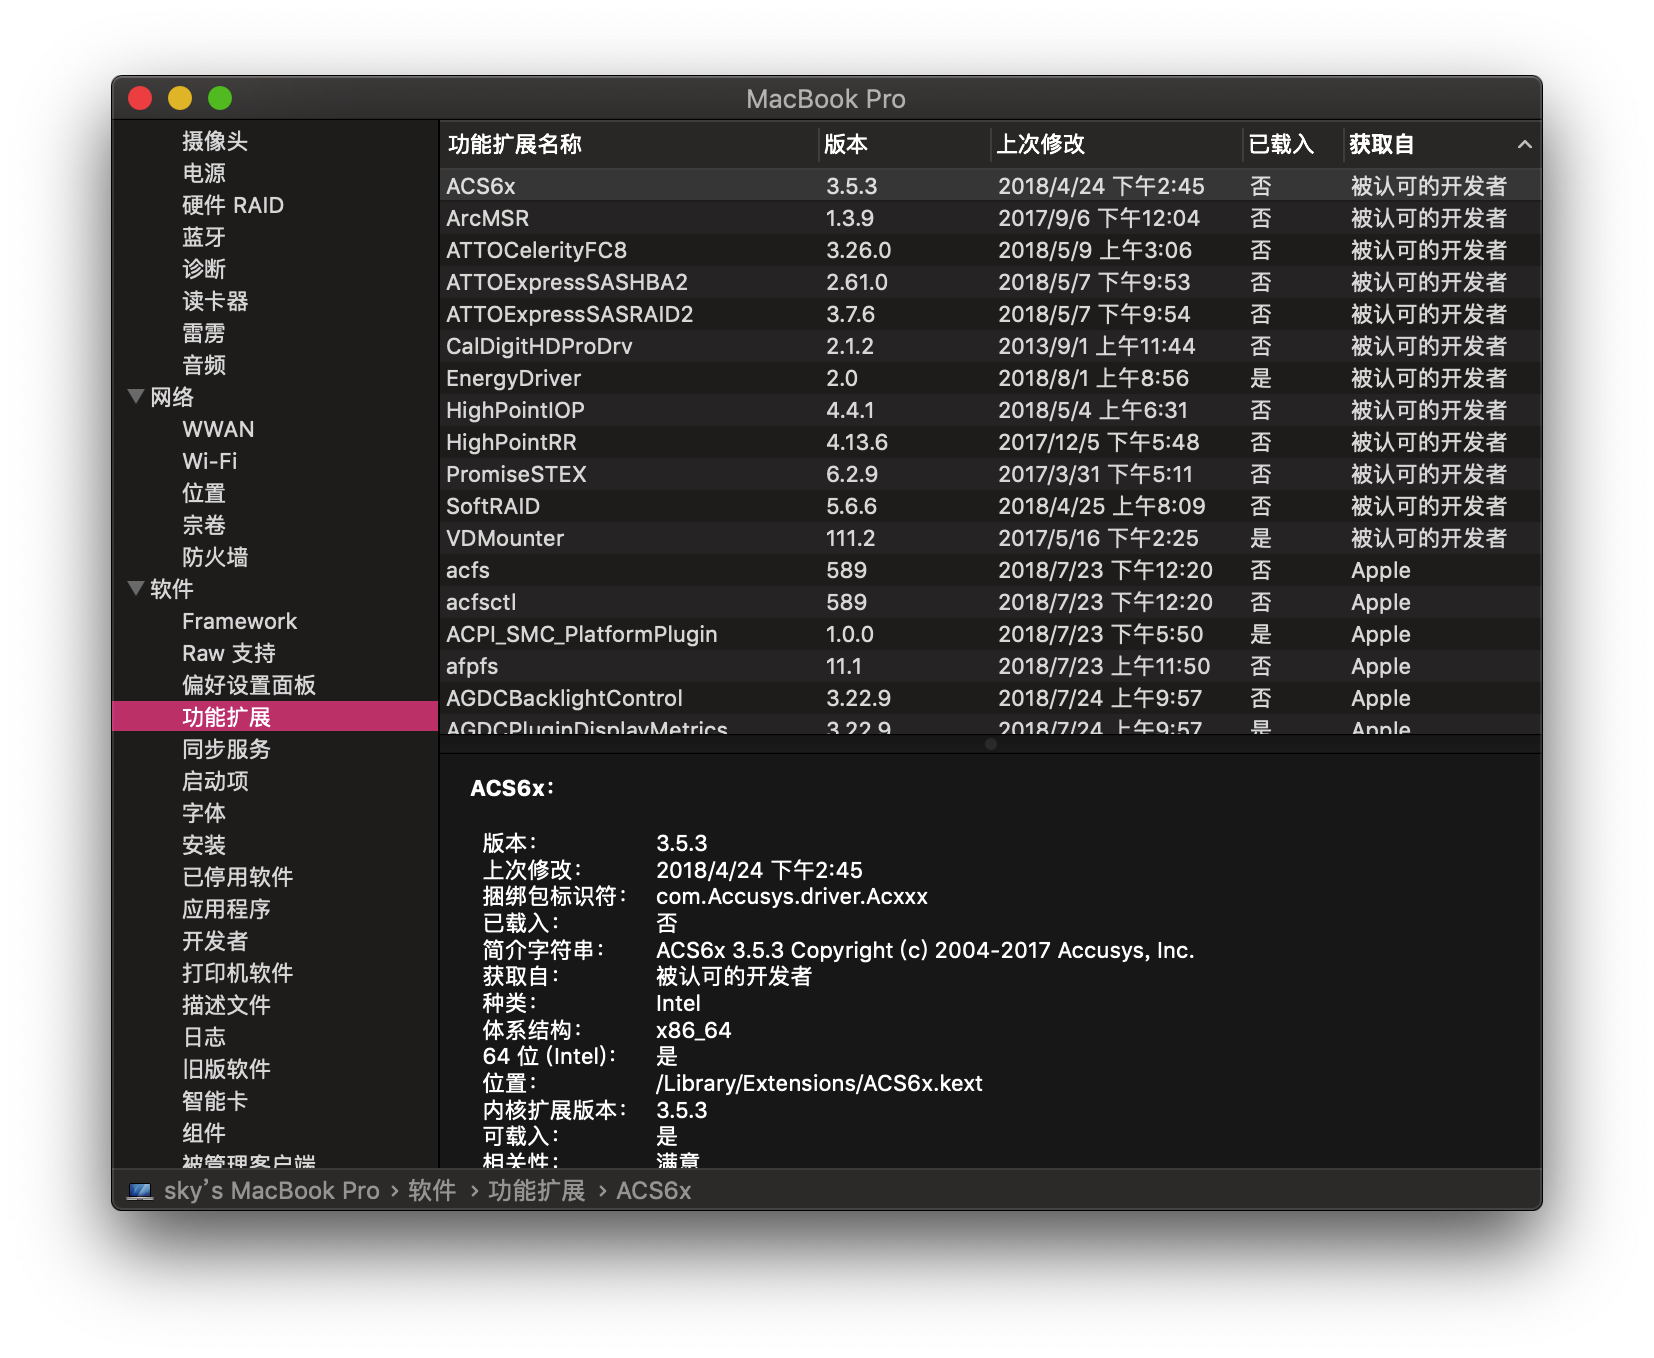 MacBook Pro
摄像头
电源
硬件 RAID
蓝牙
诊断
读卡器
雷雳
音频
网络
WWAN
Wi-Fi
位置
宗卷
防火墙
软件
Framework
Raw 支持
偏好设置面板
功能扩展
同步服务
启动项
字体
安装
已停用软件
应用程序
开发者
打印机软件
描述文件
日志
旧版软件
智能卡
组件
被管理客户端
功能扩展名称 版本 上次修改 已载入 获取自
ACS6x 3.5.3 2018/4/24 下午2:45 否 被认可的开发者
ArcMSR 1.3.9 2017/9/6 下午12:04 否 被认可的开发者
ATTOCelerityFC8 3.26.0 2018/5/9 上午3:06 否 被认可的开发者
ATTOExpressSASHBA2 2.61.0 2018/5/7 下午9:53 否 被认可的开发者
ATTOExpressSASRAID2 3.7.6 2018/5/7 下午9:54 否 被认可的开发者
CalDigitHDProDrv 2.1.2 2013/9/1 上午11:44 否 被认可的开发者
EnergyDriver 2.0 2018/8/1 上午8:56 是 被认可的开发者
HighPointIOP 4.4.1 2018/5/4 上午6:31 否 被认可的开发者
HighPointRR 4.13.6 2017/12/5 下午5:48 否 被认可的开发者
PromiseSTEX 6.2.9 2017/3/31 下午5:11 否 被认可的开发者
SoftRAID 5.6.6 2018/4/25 上午8:09 否 被认可的开发者
VDMounter 111.2 2017/5/16 下午2:25 是 被认可的开发者
acfs 589 2018/7/23 下午12:20 否 Apple
acfsctl 589 2018/7/23 下午12:20 否 Apple
ACPI_SMC_PlatformPlugin 1.0.0 2018/7/23 下午5:50 是 Apple
afpfs 11.1 2018/7/23 上午11:50 否 Apple
AGDCBacklightControl 3.22.9 2018/7/24 上午9:57 否 Apple
AGDCPluginDisplayMetrics 3.22.9 2018/7/24 上午9:57 是 Apple
ACS6x：
版本： 3.5.3
上次修改： 2018/4/24 下午2:45
捆绑包标识符： com.Accusys.driver.Acxxx
已载入： 否
简介字符串： ACS6x 3.5.3 Copyright (c) 2004-2017 Accusys, Inc.
获取自： 被认可的开发者
种类： Intel
体系结构： x86_64
64 位 (Intel)： 是
位置： /Library/Extensions/ACS6x.kext
内核扩展版本： 3.5.3
可载入： 是
相关性： 满意
sky’s MacBook Pro › 软件 › 功能扩展 › ACS6x